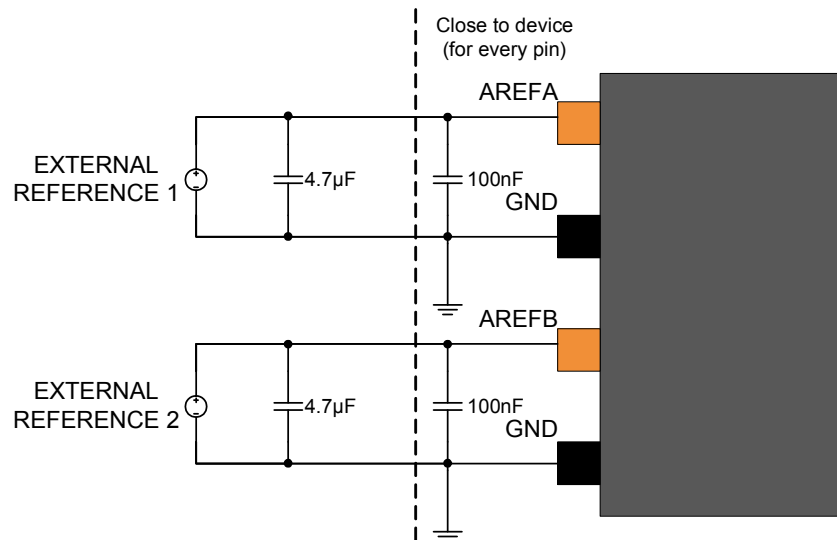 Close to device
(for every pin)
AREFA
EXTERNAL
REFERENCE 1
4.7µF
100nF
GND
AREFB
EXTERNAL
REFERENCE 2
4.7µF
100nF
GND